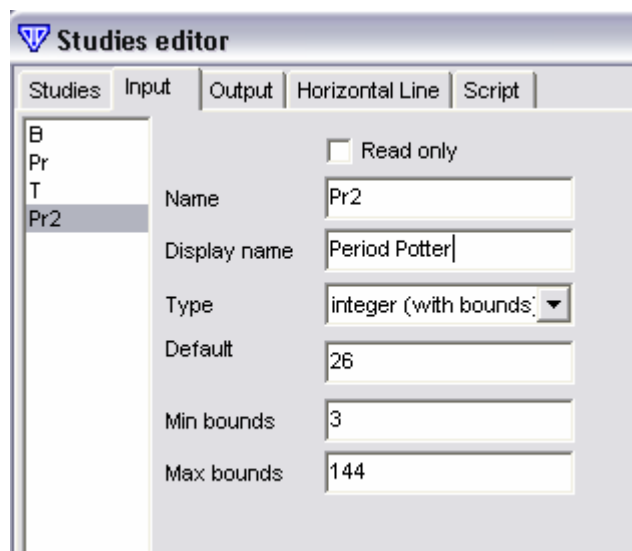 Studies editor
Studies Input Output Horizontal Line Script
B
Pr
T
Pr2
Read only
Name Pr2
Display name Period Potter
Type integer (with bounds)
Default 26
Min bounds 3
Max bounds 144